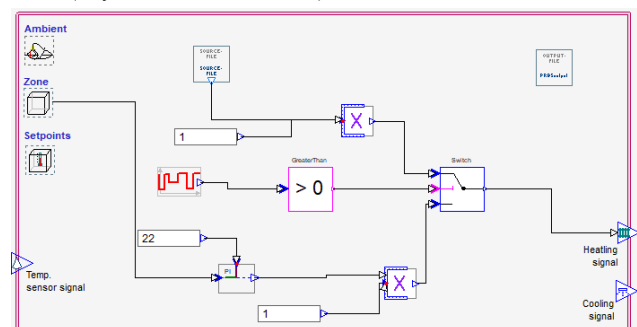 Ambient
SOURCE-
FILE
SOURCE-
FILE
OUTPUT-
FILE
Zone
1
X
Setpoints
GreaterThan
Switch
> 0
22
PI
Temp.
sensor signal
X
1
Heatling
signal
Cooling
signal